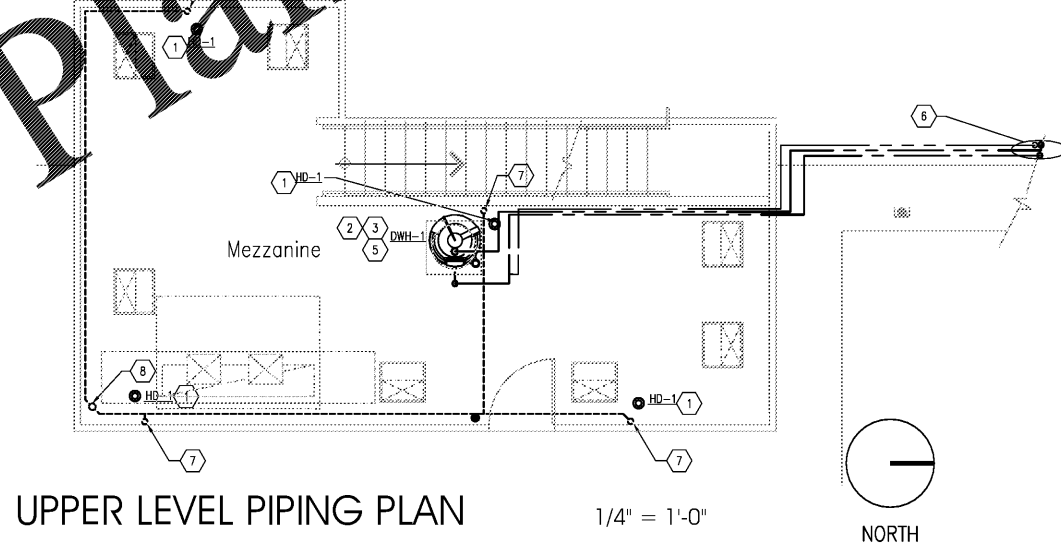 Plan
1 HD-1
6
1 HD-1
7
2 3
5 DWH-1
Mezzanine
8
HD-1 1
HD-1 1
7
7
UPPER LEVEL PIPING PLAN
1/4" = 1'-0"
NORTH